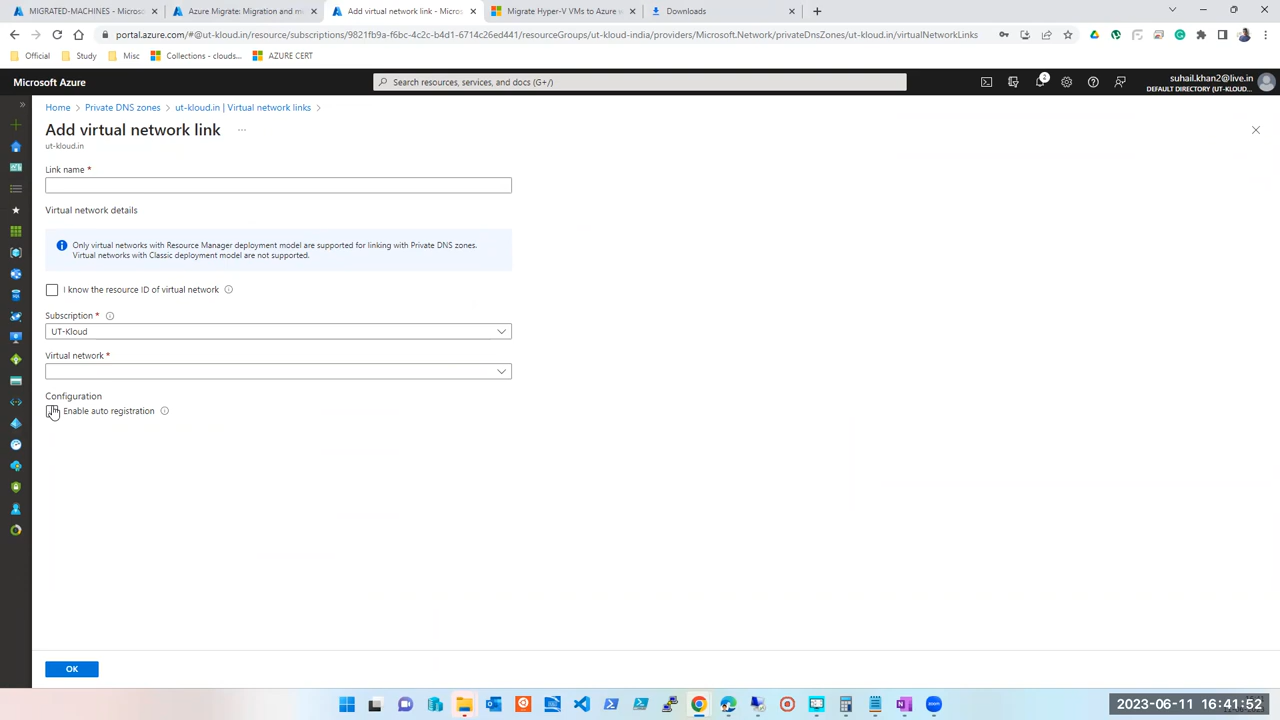 MIGRATED-MACHINES - Microso
Azure Migrate: Migration and m
Add virtual network link - Micros
Migrate Hyper-V VMs to Azure w
Downloads
portal.azure.com/#@ut-kloud.in/resource/subscriptions/9821fb9a-f6bc-4c2c-b4d1-6714c26ed441/resourceGroups/ut-kloud-india/providers/Microsoft.Network/privateDnsZones/ut-kloud.in/virtualNetworkLinks
Official
Study
Misc
Collections - clouds...
AZURE CERT
Microsoft Azure
Search resources, services, and docs (G+/)
2
suhail.khan2@live.in
DEFAULT DIRECTORY (UT-KLOUD...
Home > Private DNS zones > ut-kloud.in | Virtual network links >
Add virtual network link ...
ut-kloud.in
Link name *
Virtual network details
Only virtual networks with Resource Manager deployment model are supported for linking with Private DNS zones.
Virtual networks with Classic deployment model are not supported.
I know the resource ID of virtual network
Subscription *
UT-Kloud
Virtual network *
Configuration
Enable auto registration
OK
2023-06-11 16:41:52